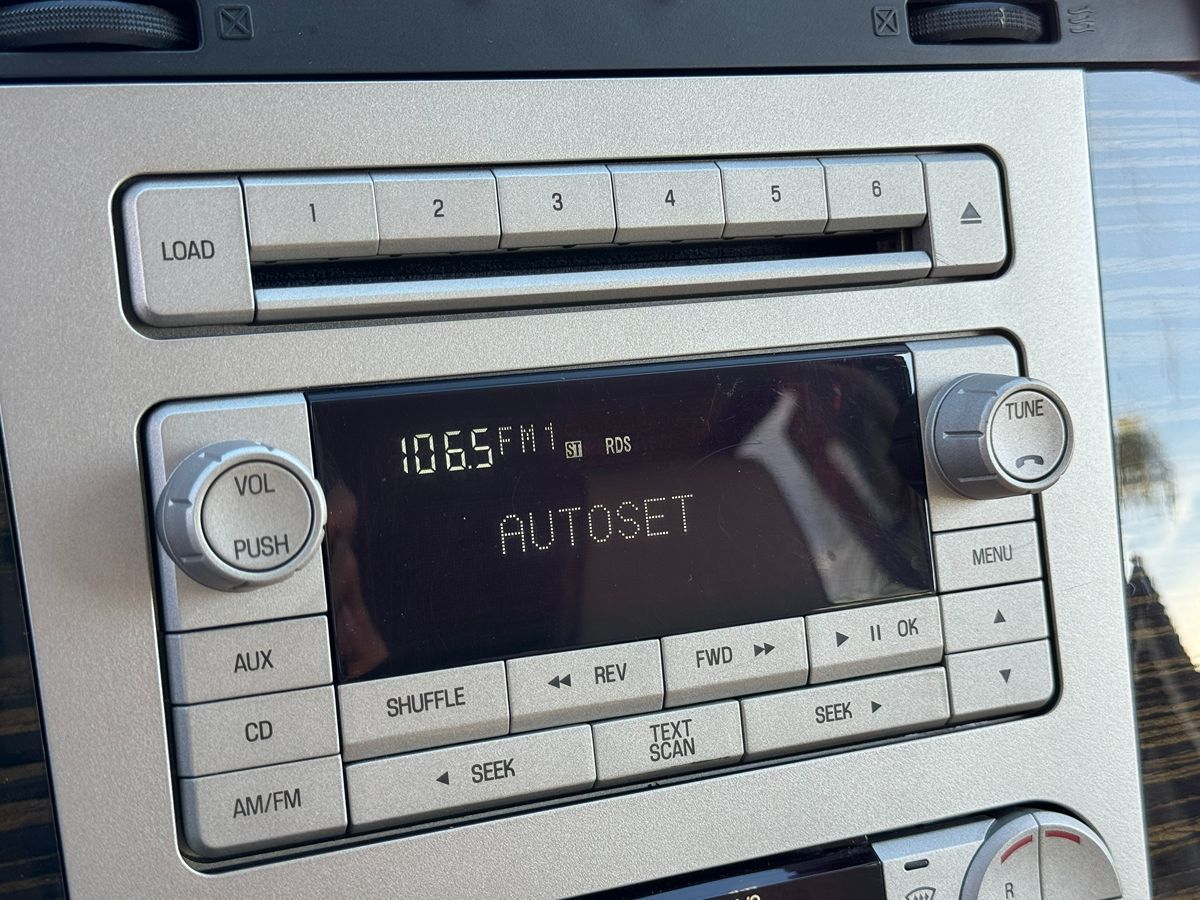 LOAD
1
2
3
4
5
6
VOL
PUSH
106.5 FM1 ST RDS
AUTOSET
TUNE
MENU
AUX
SHUFFLE
REV
FWD
OK
CD
SEEK
TEXT
SCAN
SEEK
AM/FM
R